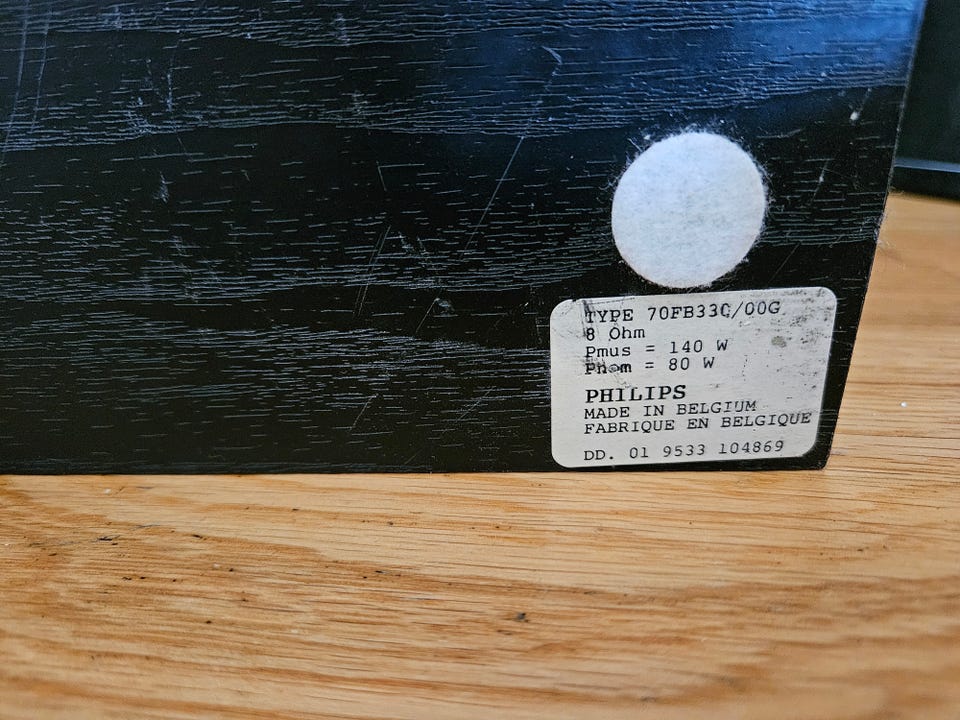 TYPE 70FB33C/00G
8 Ohm
Pmus = 140 W
Pnom = 80 W
PHILIPS
MADE IN BELGIUM
FABRIQUE EN BELGIQUE
DD. 01 9533 104869